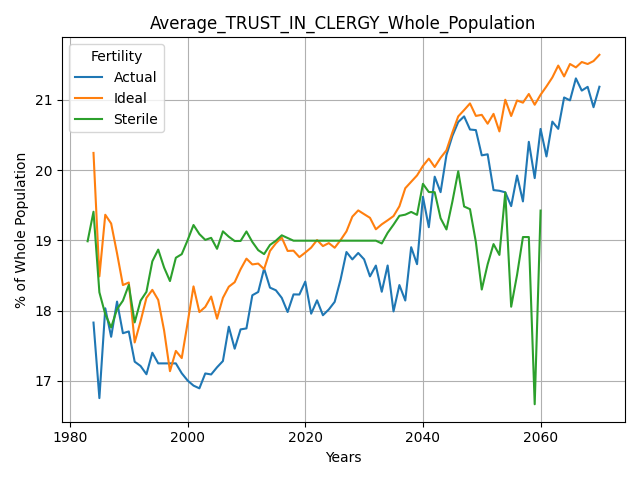 Average_TRUST_IN_CLERGY_Whole_Population
Fertility
Actual
Ideal
Sterile
% of Whole Population
21
20
19
18
17
1980
2000
2020
2040
2060
Years